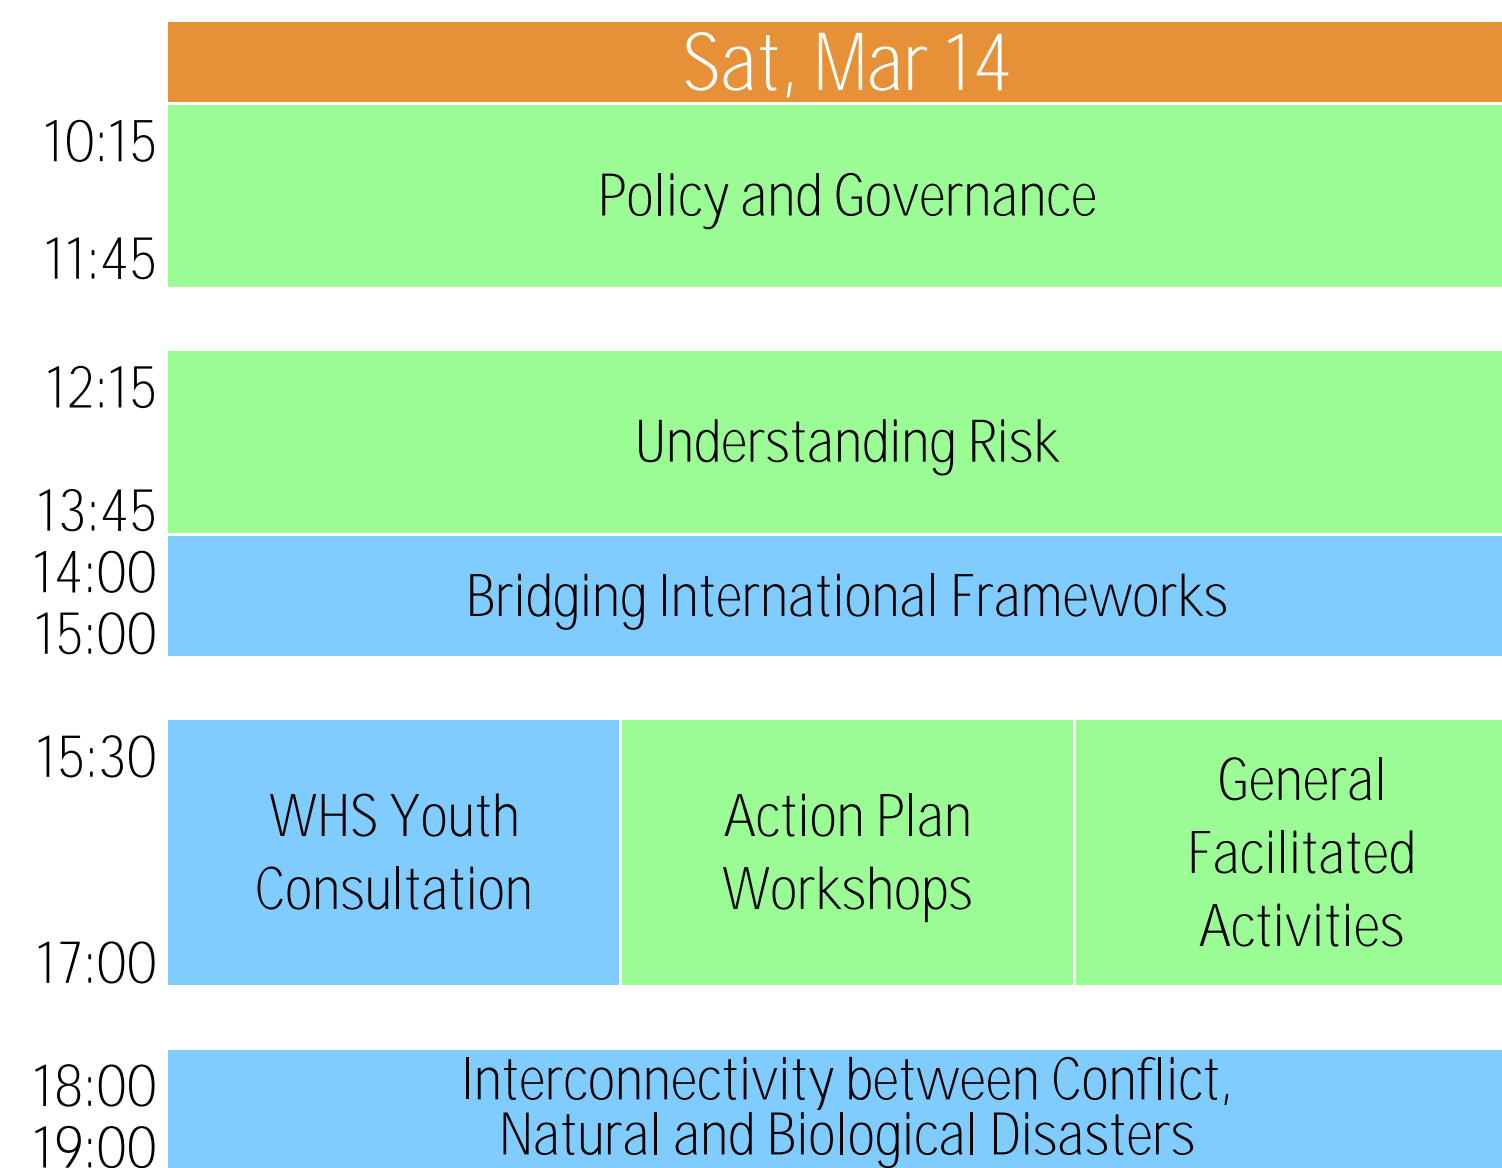 Sat, Mar 14
10:15
Policy and Governance
11:45
12:15
Understanding Risk
13:45
14:00
Bridging International Frameworks
15:00
15:30
WHS Youth
Consultation
Action Plan
Workshops
General
Facilitated
Activities
17:00
18:00
Interconnectivity between Conflict,
Natural and Biological Disasters
19:00